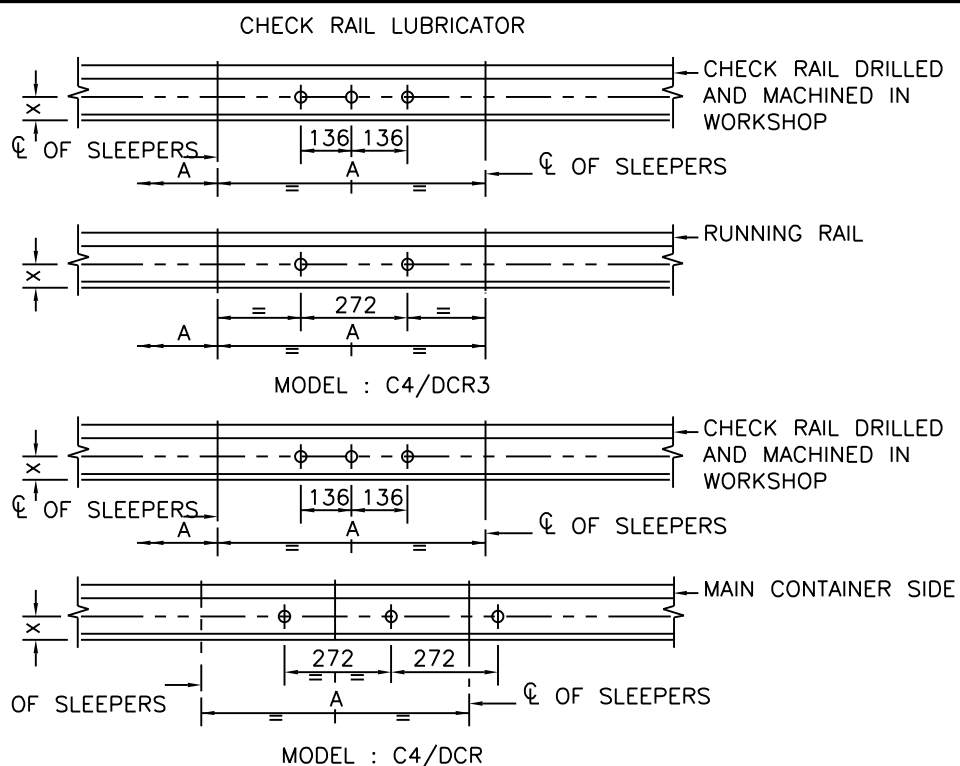 CHECK RAIL LUBRICATOR
CHECK RAIL DRILLED
AND MACHINED IN
WORKSHOP
X
136 136
℄ OF SLEEPERS
A A
= =
℄ OF SLEEPERS
RUNNING RAIL
X
= 272 =
A A
= =
MODEL : C4/DCR3
CHECK RAIL DRILLED
AND MACHINED IN
WORKSHOP
X
136 136
℄ OF SLEEPERS
A A
= =
℄ OF SLEEPERS
MAIN CONTAINER SIDE
X
272 272
= =
OF SLEEPERS
A
= =
℄ OF SLEEPERS
MODEL : C4/DCR